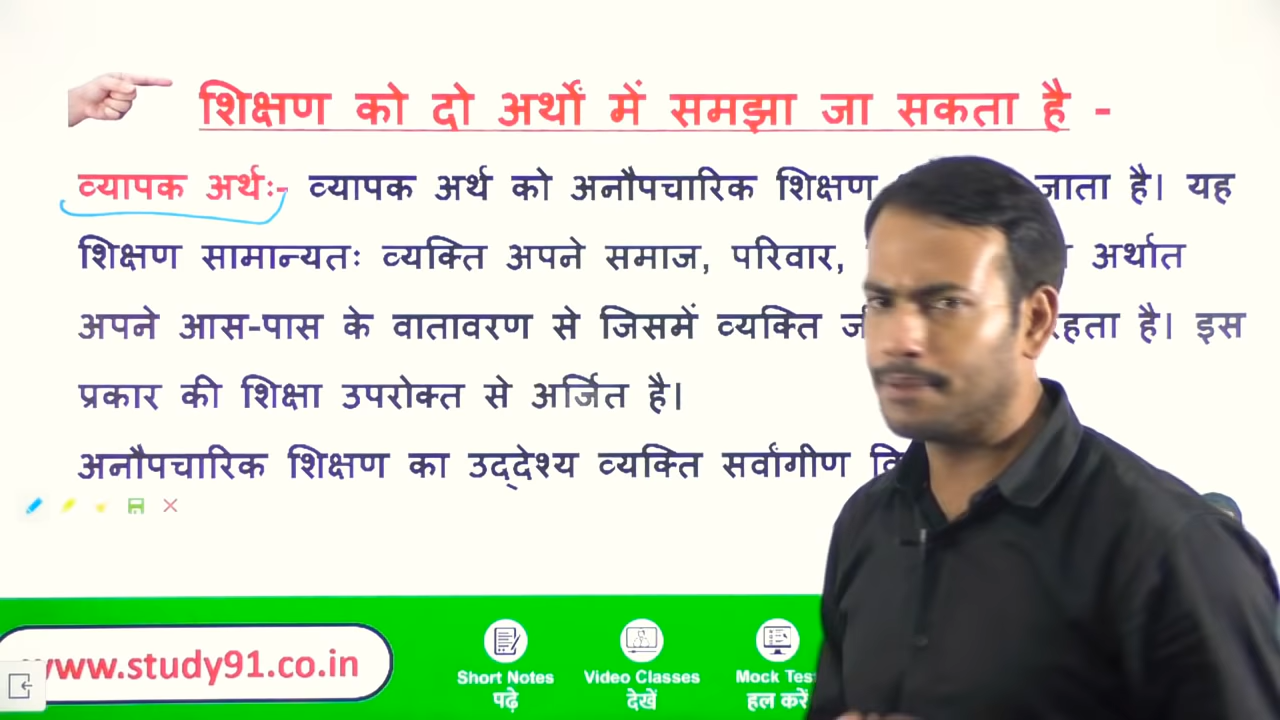 शिक्षण को दो अर्थों में समझा जा सकता है -
व्यापक अर्थः- व्यापक अर्थ को अनौपचारिक शिक्षण जाता है। यह
शिक्षण सामान्यतः व्यक्ति अपने समाज, परिवार, अर्थात
अपने आस-पास के वातावरण से जिसमें व्यक्ति रहता है। इस
प्रकार की शिक्षा उपरोक्त से अर्जित है।
अनौपचारिक शिक्षण का उद्देश्य व्यक्ति सर्वांगीण
www.study91.co.in
Short Notes
पढ़े
Video Classes
देखें
Mock Test
हल करें